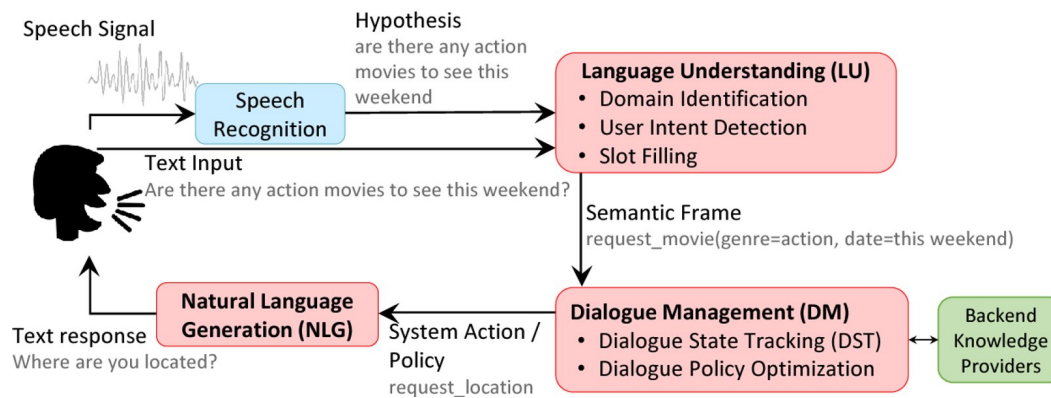 Speech Signal
Hypothesis
are there any action
movies to see this
weekend
Speech
Recognition
Language Understanding (LU)
• Domain Identification
• User Intent Detection
• Slot Filling
Text Input
Are there any action movies to see this weekend?
Semantic Frame
request_movie(genre=action, date=this weekend)
Dialogue Management (DM)
• Dialogue State Tracking (DST)
• Dialogue Policy Optimization
Backend
Knowledge
Providers
System Action /
Policy
request_location
Natural Language
Generation (NLG)
Text response
Where are you located?